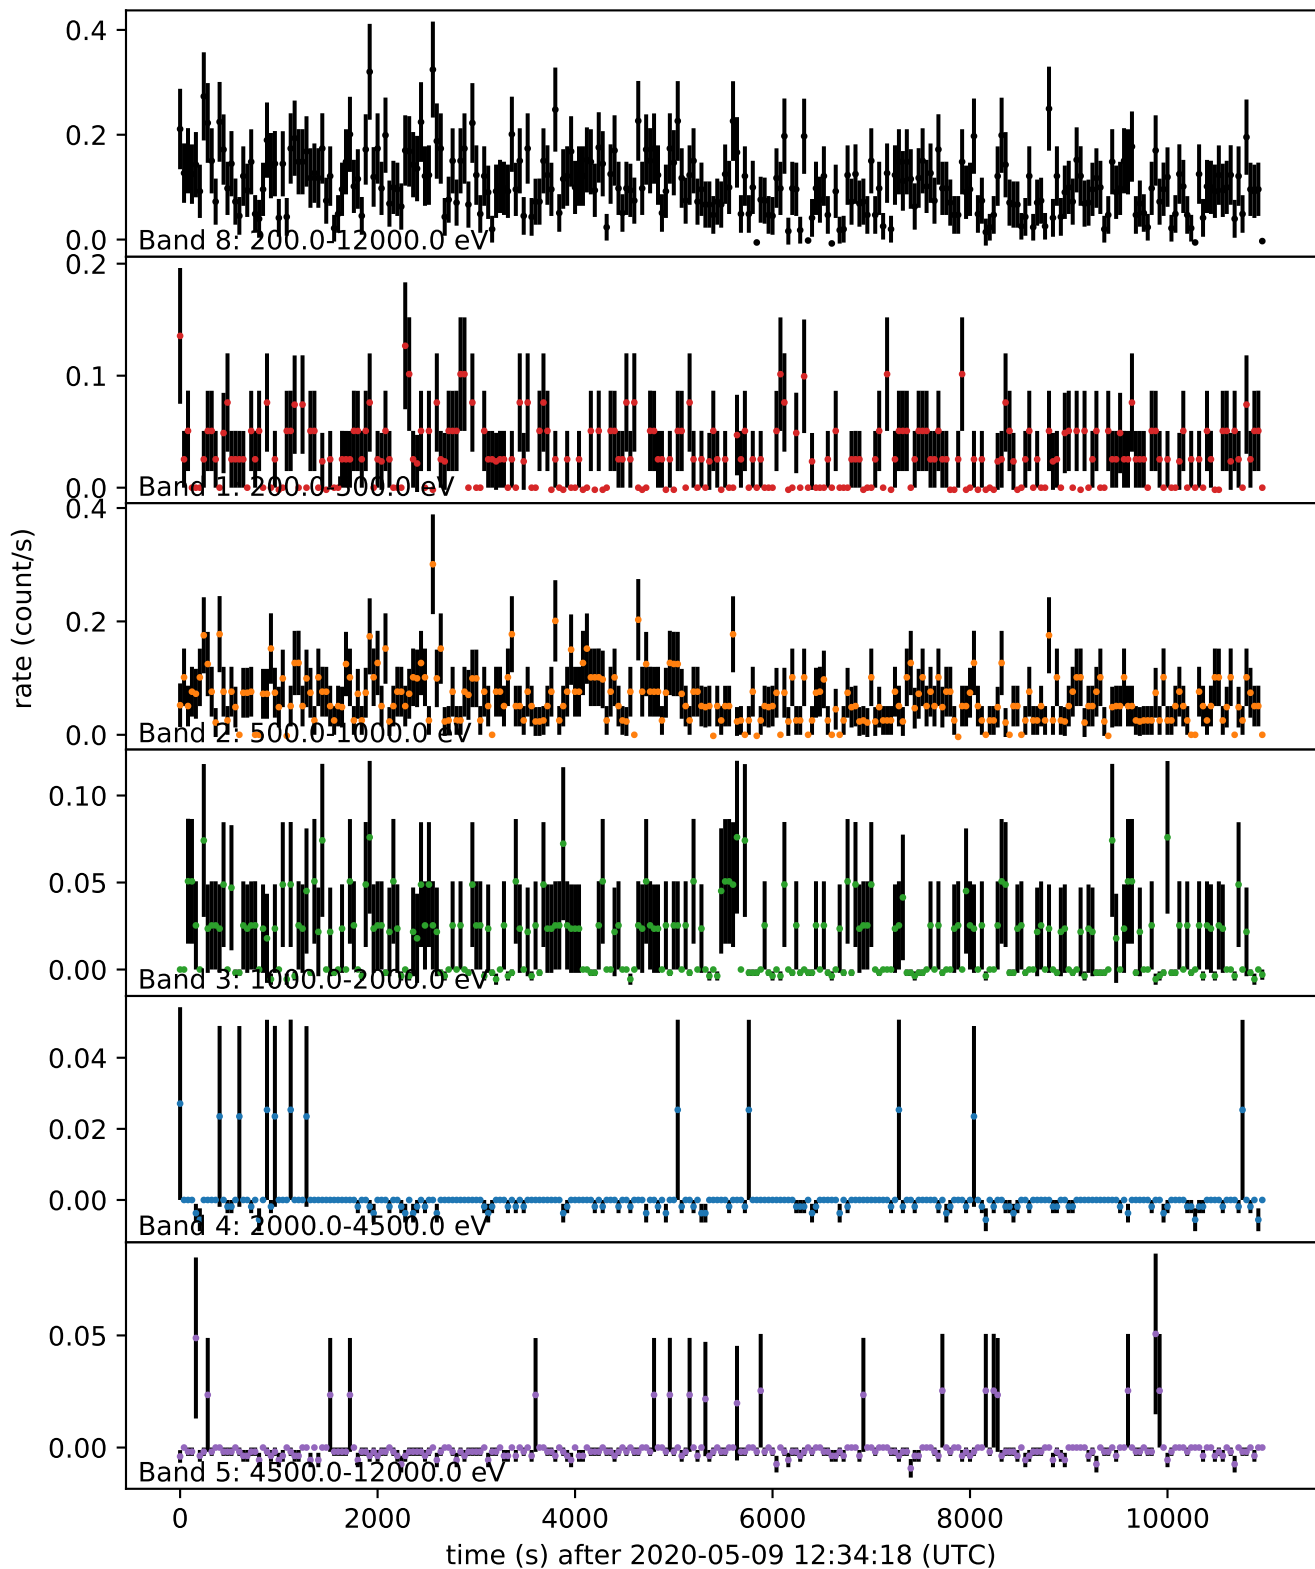 0.4
0.2
0.0
Band 8: 200.0-12000.0 eV
0.2
0.1
0.0
Band 1: 200.0-500.0 eV
0.4
0.2
0.0
Band 2: 500.0-1000.0 eV
rate (count/s)
0.10
0.05
0.00
Band 3: 1000.0-2000.0 eV
0.04
0.02
0.00
Band 4: 2000.0-4500.0 eV
0.05
0.00
Band 5: 4500.0-12000.0 eV
0 2000 4000 6000 8000 10000
time (s) after 2020-05-09 12:34:18 (UTC)